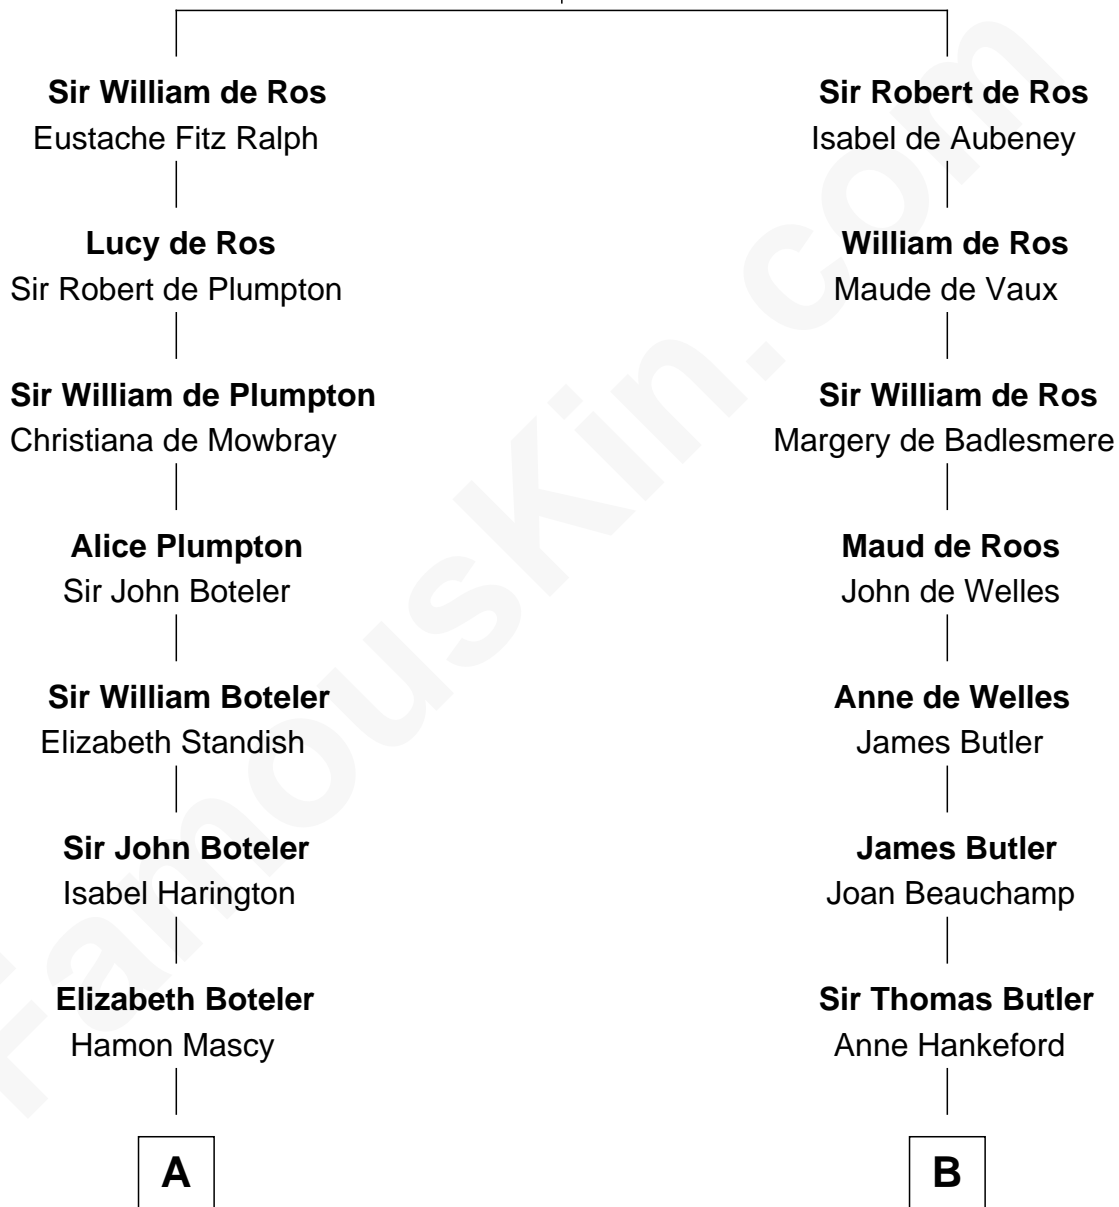 Sir William de Ros
Eustache Fitz Ralph
Lucy de Ros
Sir Robert de Plumpton
Sir William de Plumpton
Christiana de Mowbray
Alice Plumpton
Sir John Boteler
Sir William Boteler
Elizabeth Standish
Sir John Boteler
Isabel Harington
Elizabeth Boteler
Hamon Mascy
A
Sir Robert de Ros
Isabel de Aubeney
William de Ros
Maude de Vaux
Sir William de Ros
Margery de Badlesmere
Maud de Roos
John de Welles
Anne de Welles
James Butler
James Butler
Joan Beauchamp
Sir Thomas Butler
Anne Hankeford
B
FamousKin.com